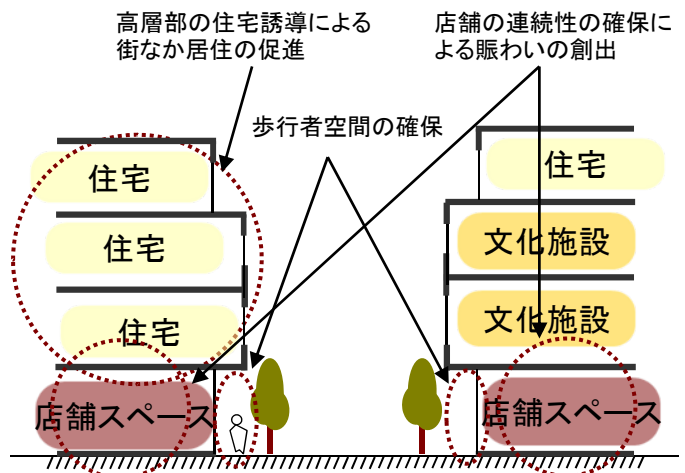 高層部の住宅誘導による
街なか居住の促進
店舗の連続性の確保に
よる賑わいの創出
歩行者空間の確保
住宅
住宅
住宅
文化施設
住宅
文化施設
店舗スペース
店舗スペース